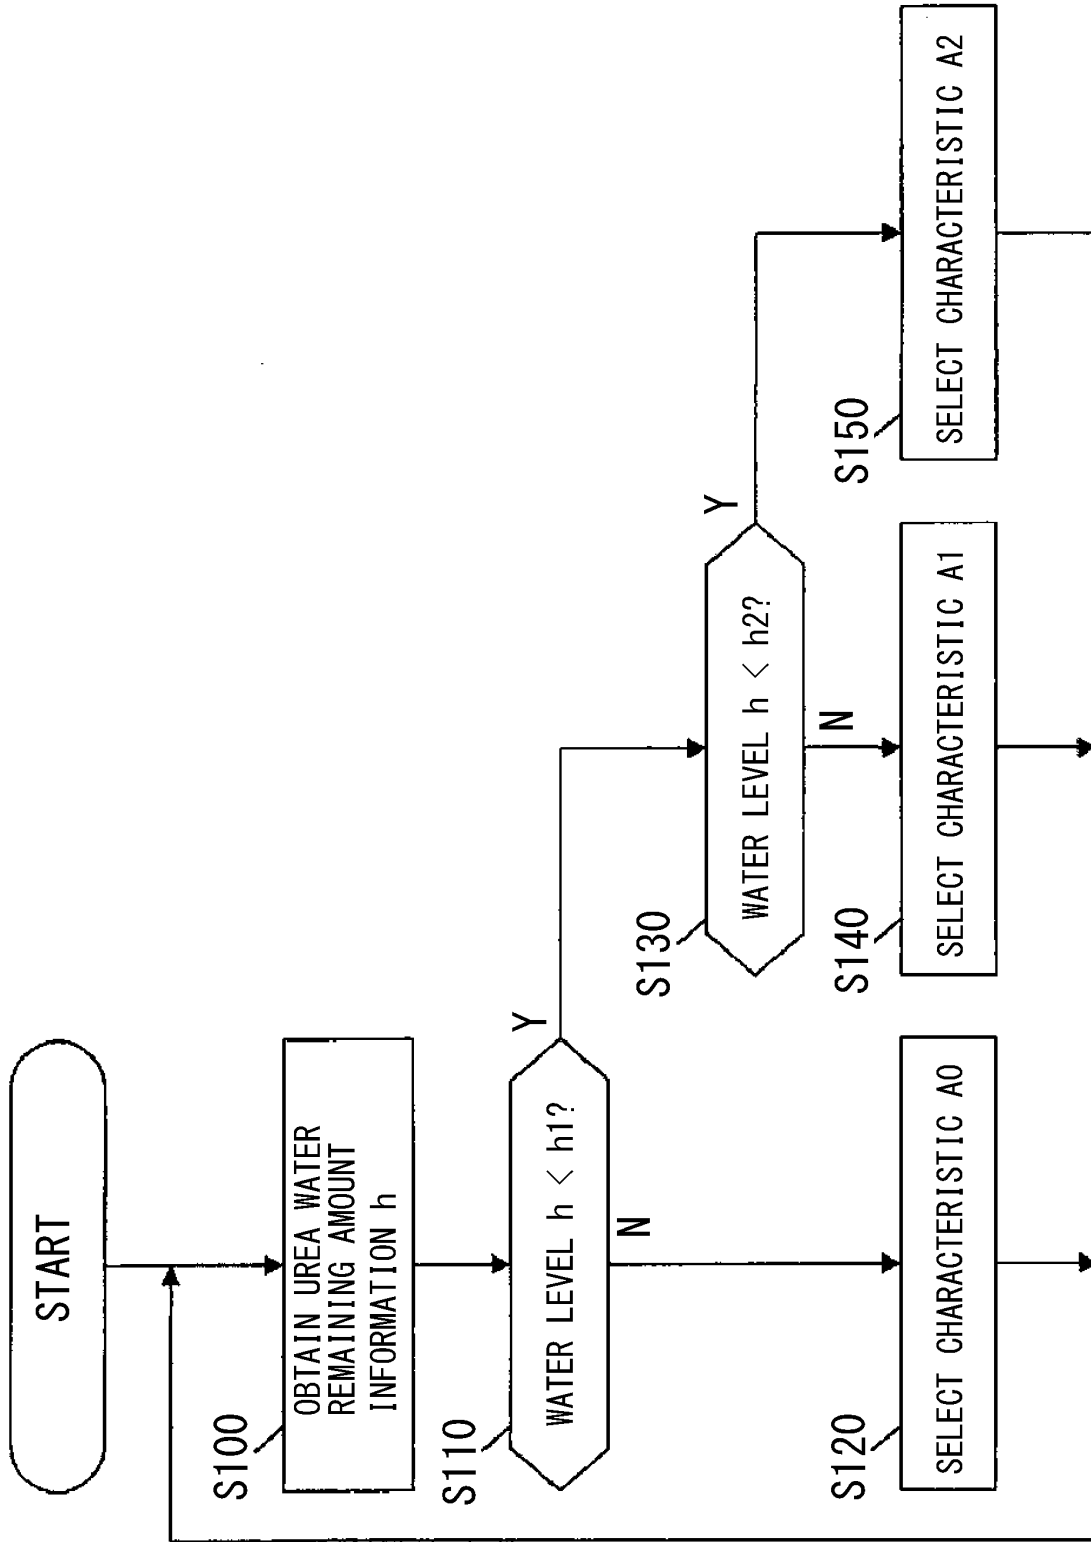 START
S100
OBTAIN UREA WATER
REMAINING AMOUNT
INFORMATION h
S110
WATER LEVEL h < h1?
Y
N
S130
WATER LEVEL h < h2?
Y
N
S120
SELECT CHARACTERISTIC A0
S140
SELECT CHARACTERISTIC A1
S150
SELECT CHARACTERISTIC A2